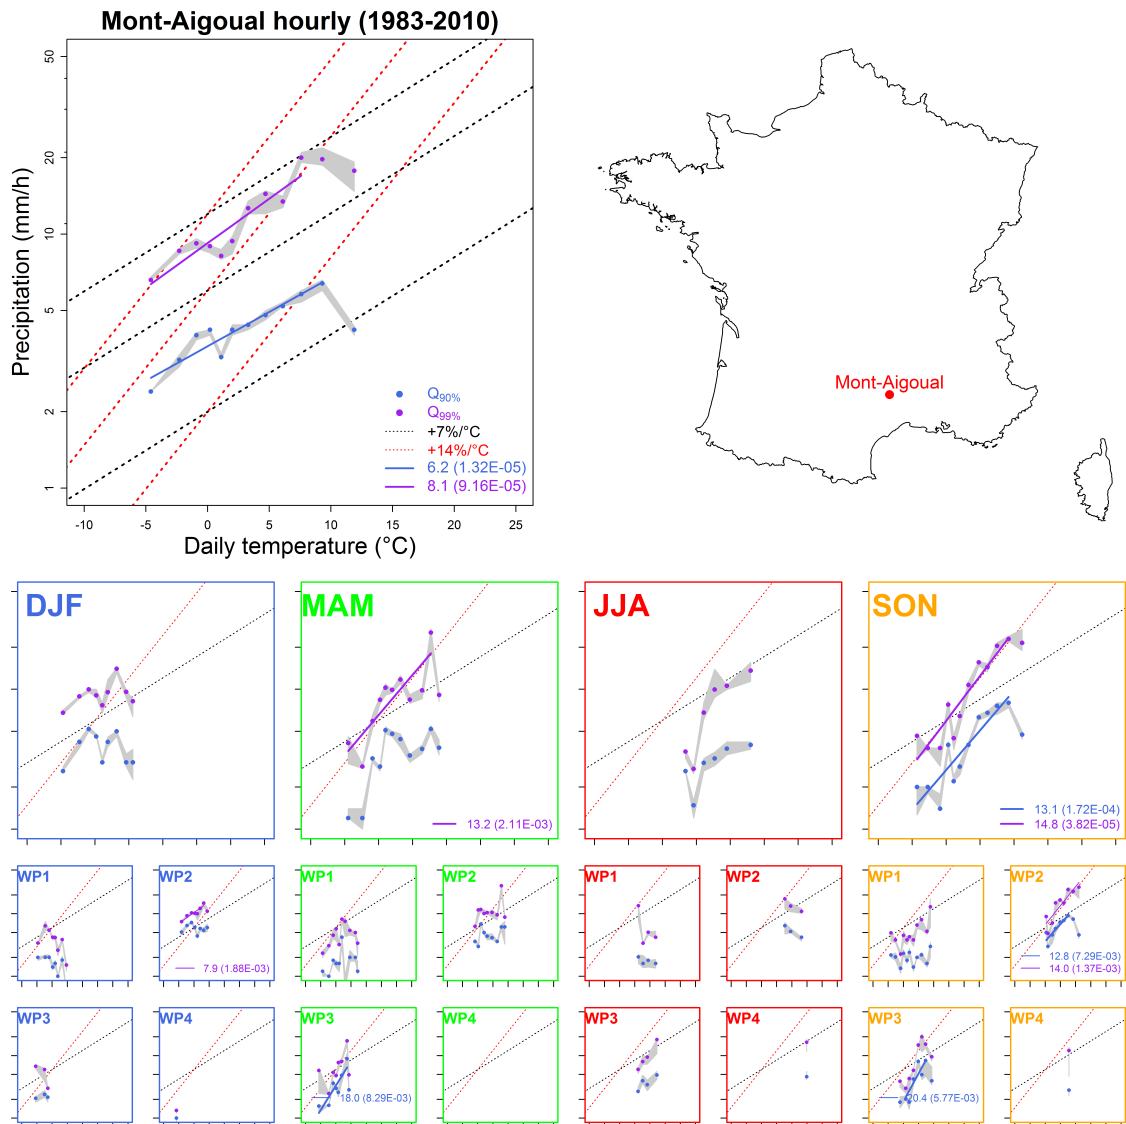 Mont-Aigoual hourly (1983-2010)
Precipitation (mm/h)
50
20
10
5
2
1
Q90%
Q99%
+7%/°C
+14%/°C
6.2 (1.32E-05)
8.1 (9.16E-05)
-10 -5 0 5 10 15 20 25
Daily temperature (°C)
Mont-Aigoual
DJF MAM JJA SON
13.2 (2.11E-03)
13.1 (1.72E-04)
14.8 (3.82E-05)
WP1 WP2 WP1 WP2 WP1 WP2 WP1 WP2
7.9 (1.88E-03)
12.8 (7.29E-03)
14.0 (1.37E-03)
WP3 WP4 WP3 WP4 WP3 WP4 WP3 WP4
18.0 (8.29E-03)
20.4 (5.77E-03)